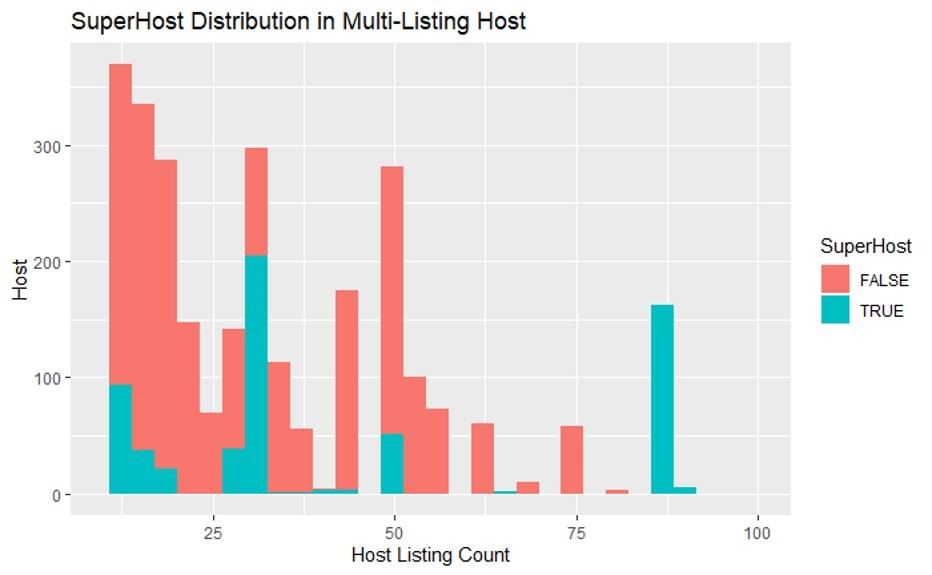 SuperHost Distribution in Multi-Listing Host
300
200
100
0
Host
25 50 75 100
Host Listing Count
SuperHost
FALSE
TRUE